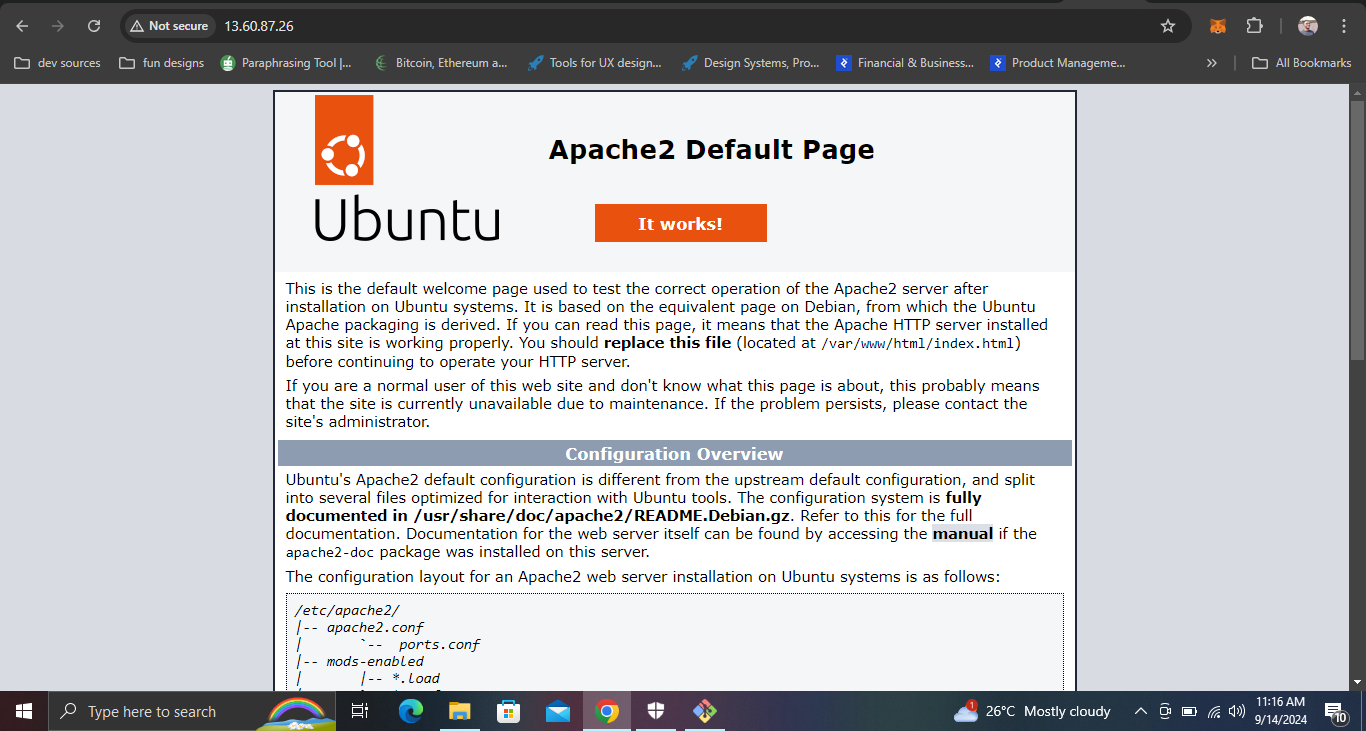 Not secure 13.60.87.26
dev sources fun designs Paraphrasing Tool |... Bitcoin, Ethereum a... Tools for UX design... Design Systems, Pro... Financial & Business... Product Manageme... » All Bookmarks
Ubuntu
Apache2 Default Page
It works!
This is the default welcome page used to test the correct operation of the Apache2 server after
installation on Ubuntu systems. It is based on the equivalent page on Debian, from which the Ubuntu
Apache packaging is derived. If you can read this page, it means that the Apache HTTP server installed
at this site is working properly. You should replace this file (located at /var/www/html/index.html)
before continuing to operate your HTTP server.
If you are a normal user of this web site and don't know what this page is about, this probably means
that the site is currently unavailable due to maintenance. If the problem persists, please contact the
site's administrator.
Configuration Overview
Ubuntu's Apache2 default configuration is different from the upstream default configuration, and split
into several files optimized for interaction with Ubuntu tools. The configuration system is fully
documented in /usr/share/doc/apache2/README.Debian.gz. Refer to this for the full
documentation. Documentation for the web server itself can be found by accessing the manual if the
apache2-doc package was installed on this server.
The configuration layout for an Apache2 web server installation on Ubuntu systems is as follows:
/etc/apache2/
|-- apache2.conf
|       `--  ports.conf
|-- mods-enabled
|       |-- *.load
Type here to search
1 26°C Mostly cloudy
11:16 AM
9/14/2024
10